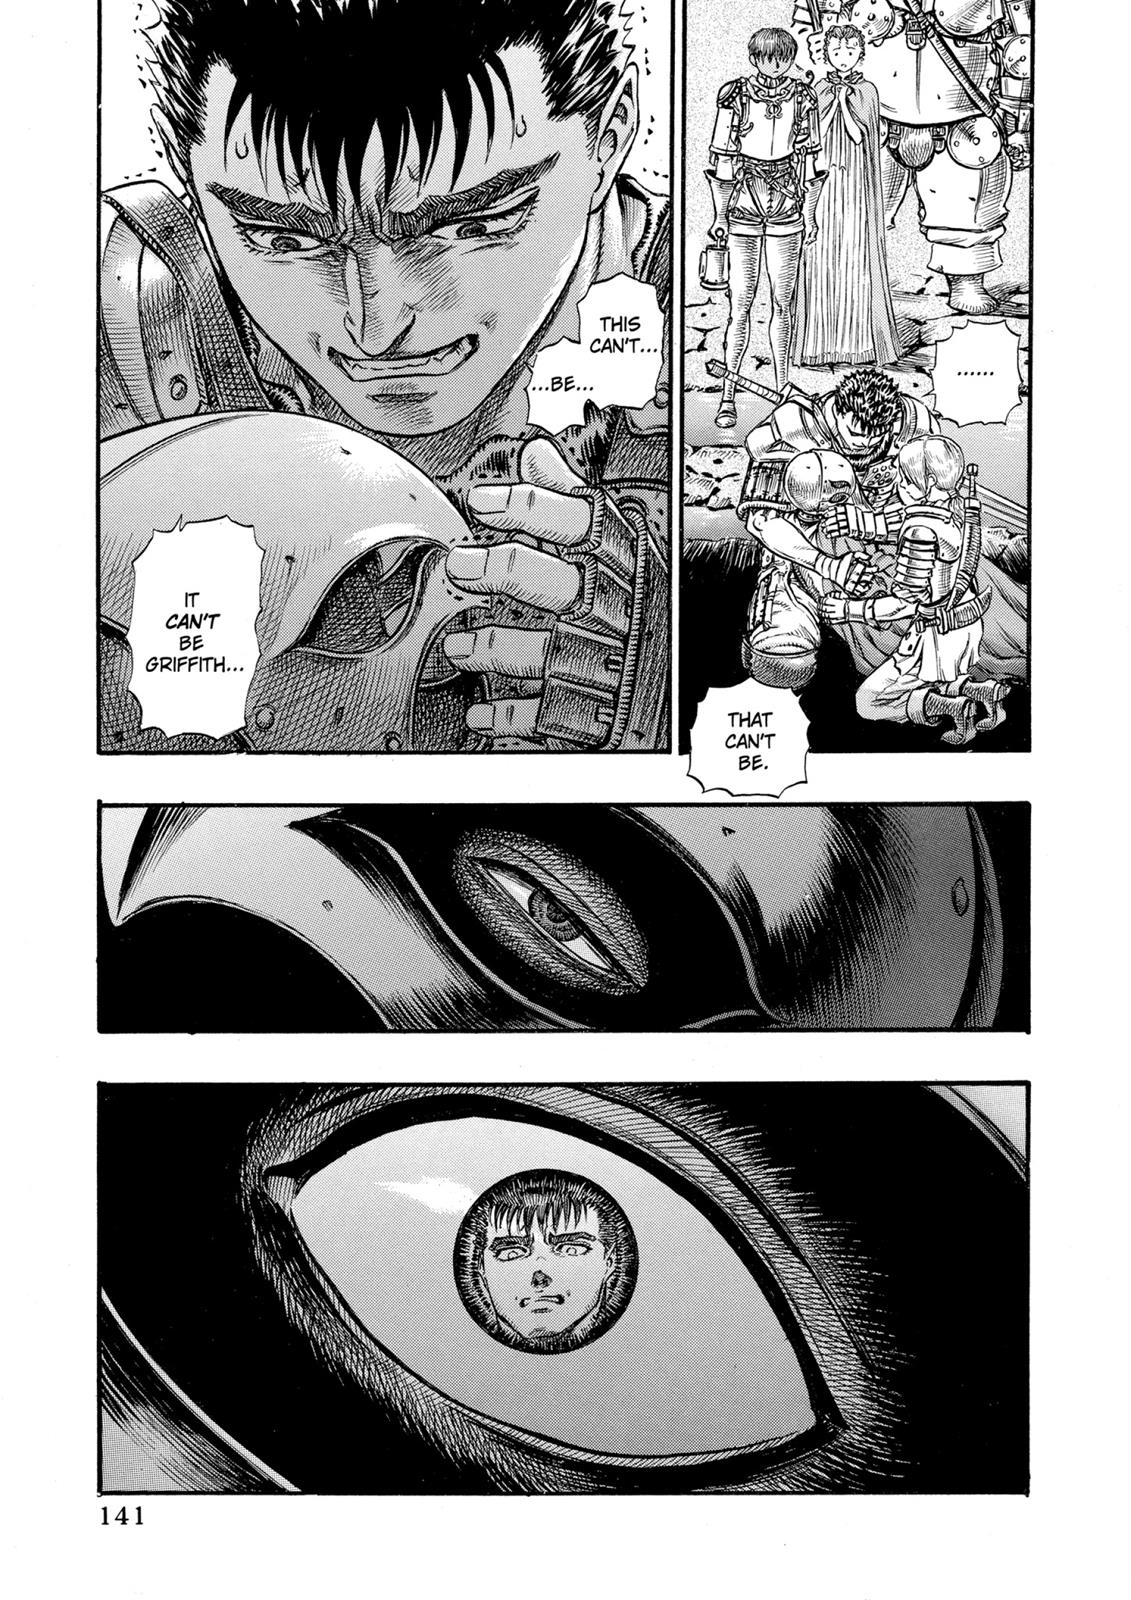 ......
THAT
CAN'T
BE.
THIS
CAN'T...
...BE...
IT
CAN'T
BE
GRIFFITH...
141